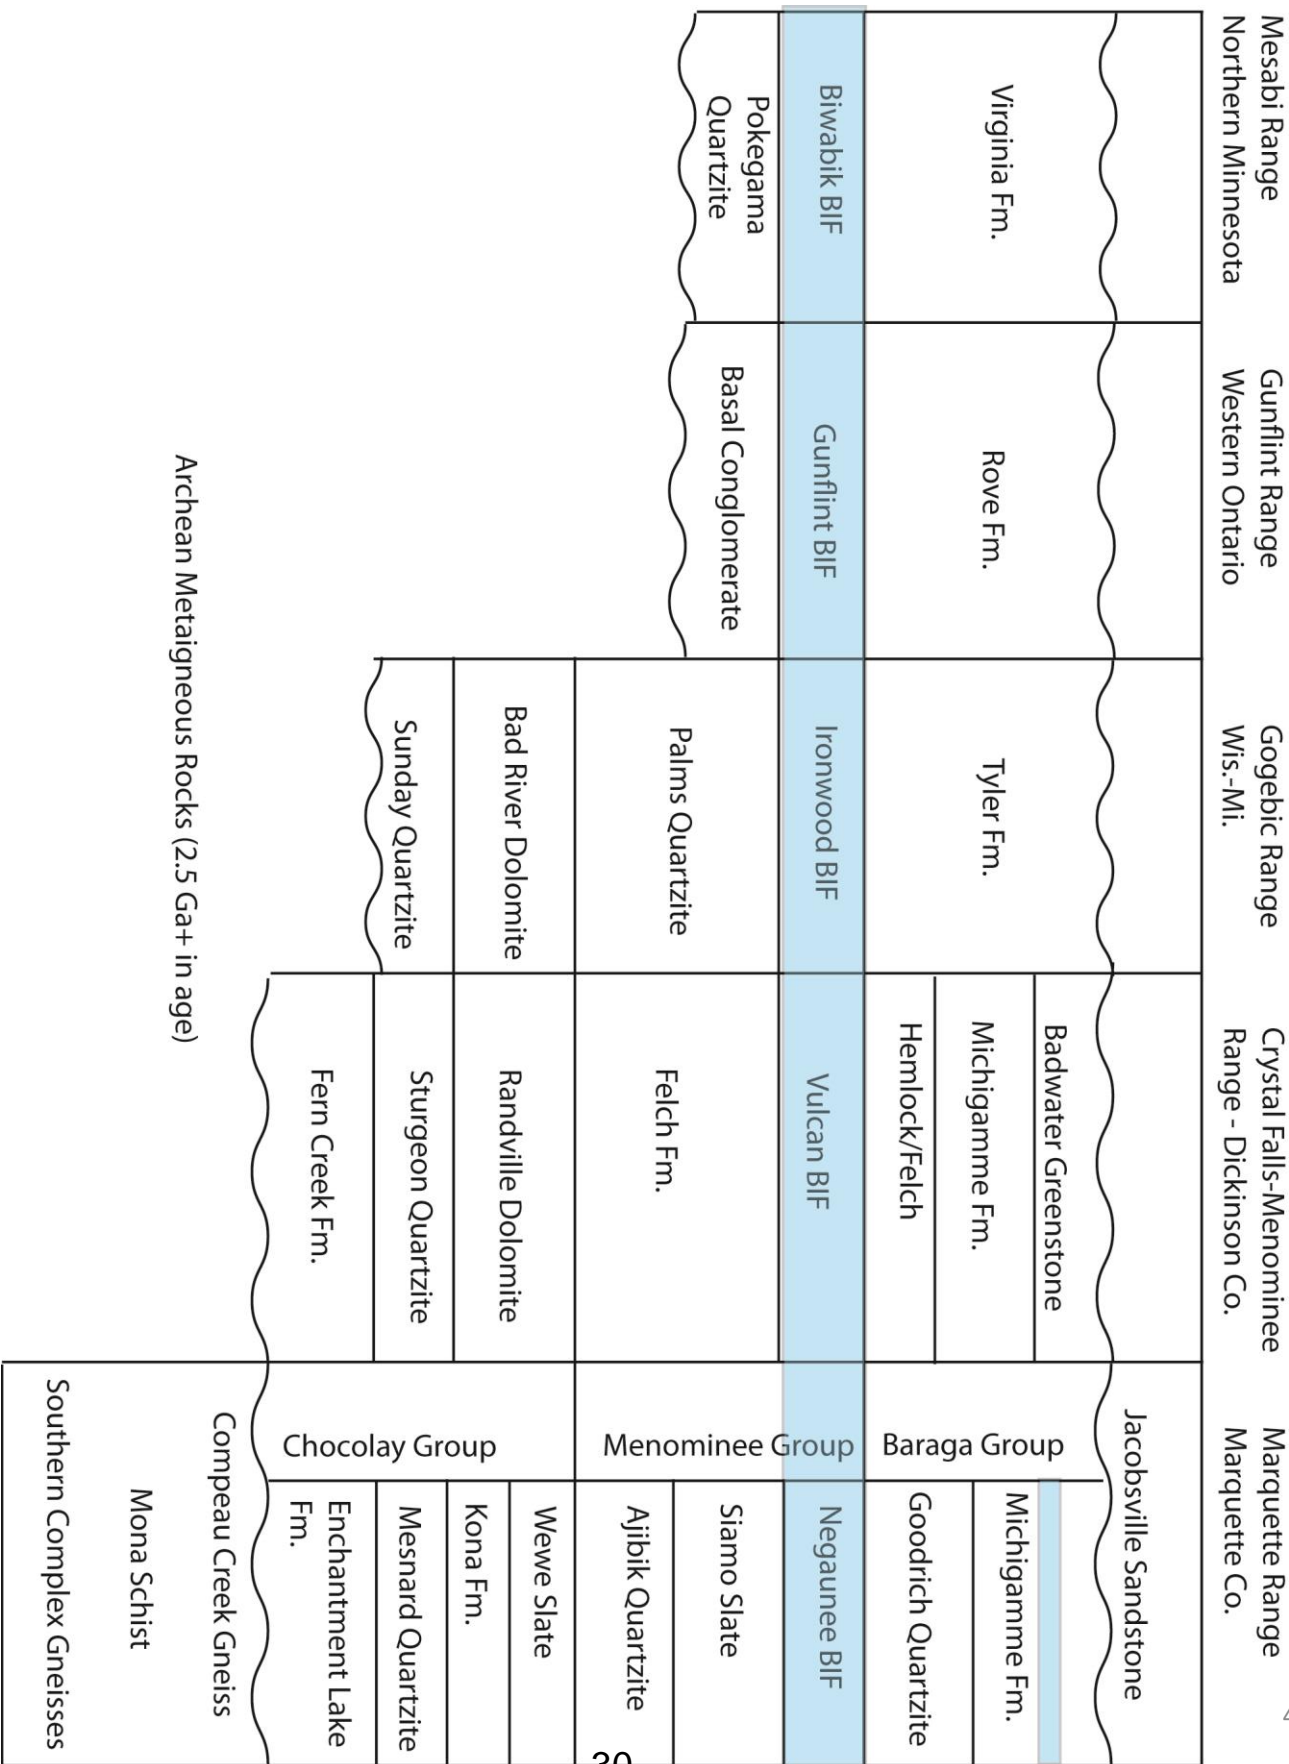 Mesabi Range
Northern Minnesota
Gunflint Range
Western Ontario
Gogebic Range
Wis.-Mi.
Crystal Falls-Menominee
Range - Dickinson Co.
Marquette Range
Marquette Co.
Jacobsville Sandstone
Virginia Fm.
Rove Fm.
Tyler Fm.
Badwater Greenstone
Michigamme Fm.
Hemlock/Felch
Baraga Group
Michigamme Fm.
Goodrich Quartzite
Biwabik BIF
Gunflint BIF
Ironwood BIF
Vulcan BIF
Negaunee BIF
Menominee Group
Pokegama
Quartzite
Basal Conglomerate
Palms Quartzite
Felch Fm.
Siamo Slate
Ajibik Quartzite
Bad River Dolomite
Randville Dolomite
Chocolay Group
Wewe Slate
Kona Fm.
Sunday Quartzite
Sturgeon Quartzite
Mesnard Quartzite
Fern Creek Fm.
Enchantment Lake
Fm.
Archean Metaigneous Rocks (2.5 Ga+ in age)
Compeau Creek Gneiss
Mona Schist
Southern Complex Gneisses